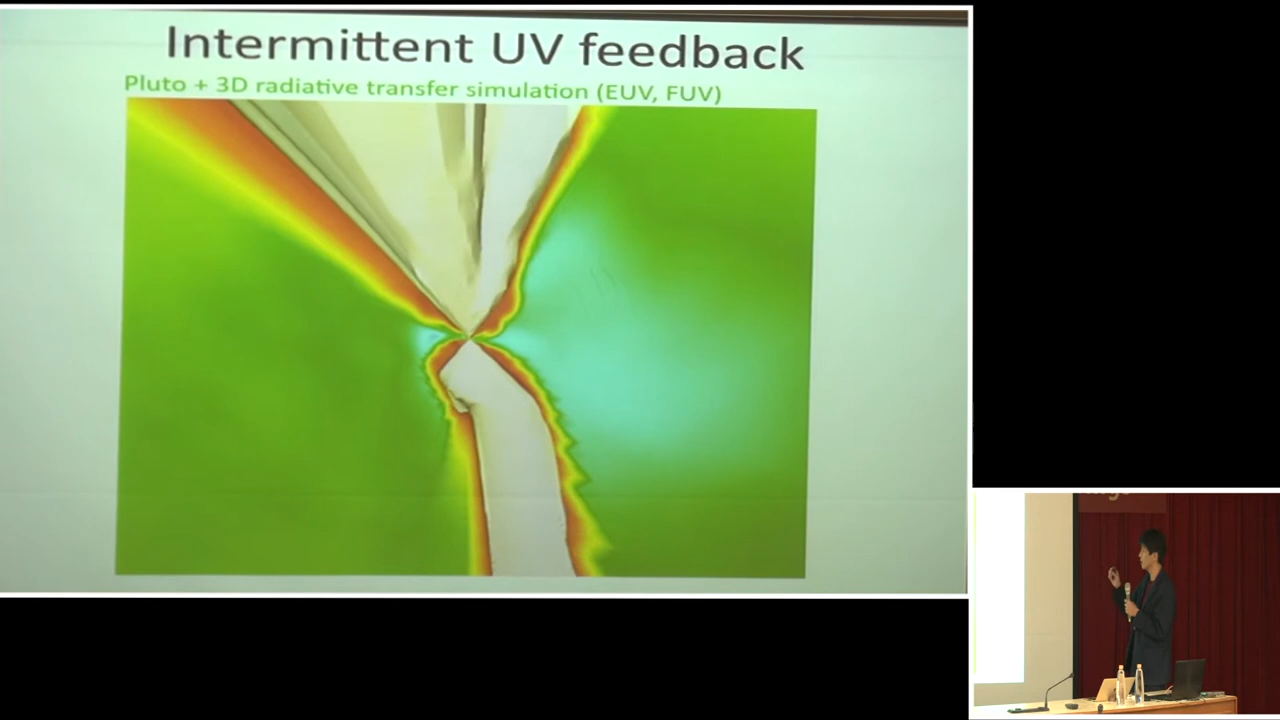 Intermittent UV feedback
Pluto + 3D radiative transfer simulation (EUV, FUV)